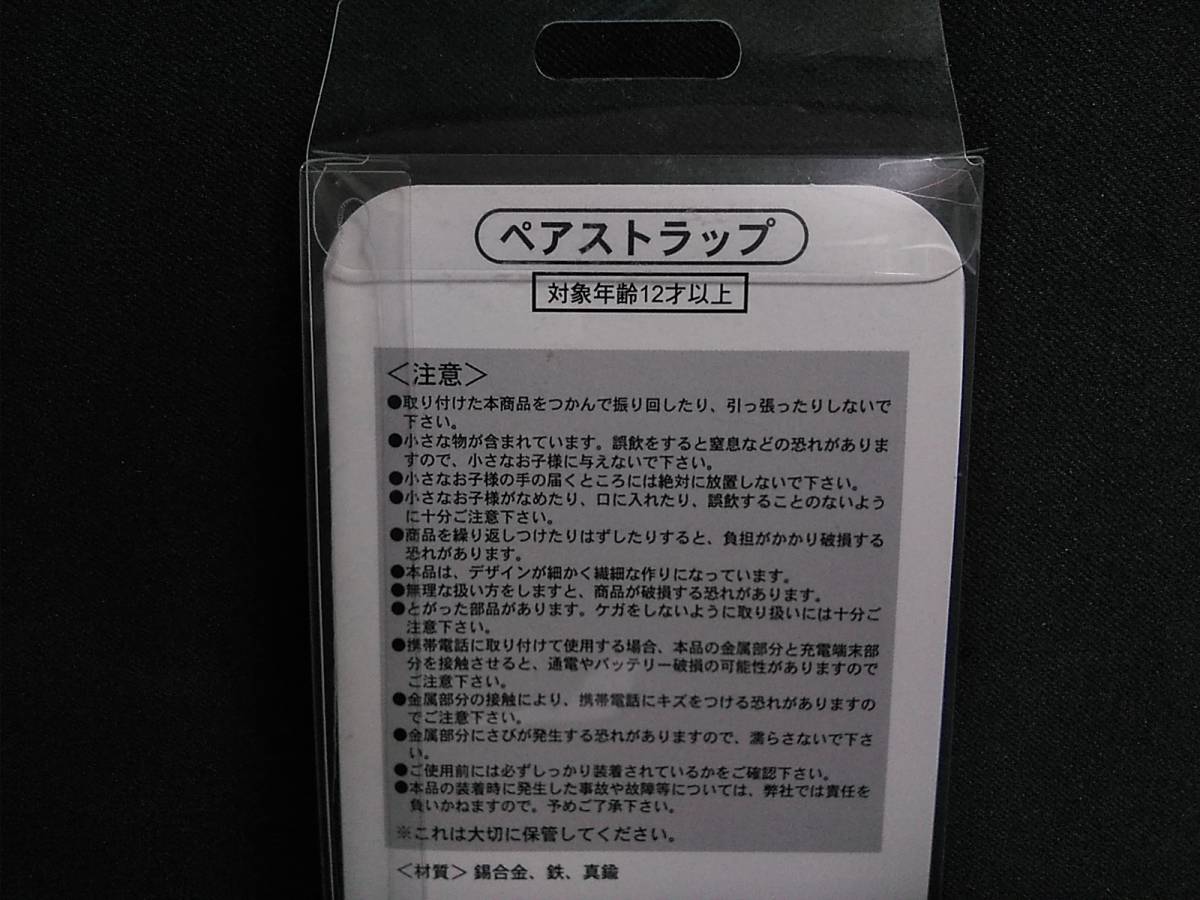 ペアストラップ
対象年齢12才以上
＜注意＞
●取り付けた本商品をつかんで振り回したり、引っ張ったりしないで
下さい。
●小さな物が含まれています。誤飲をすると窒息などの恐れがありま
すので、小さなお子様に与えないで下さい。
●小さなお子様の手の届くところには絶対に放置しないで下さい。
●小さなお子様がなめたり、口に入れたり、誤飲することのないよう
に十分ご注意下さい。
●商品を繰り返しつけたりはずしたりすると、負担がかかり破損する
恐れがあります。
●本品は、デザインが細かく繊細な作りになっています。
●無理な扱い方をしますと、商品が破損する恐れがあります。
●とがった部品があります。ケガをしないように取り扱いには十分ご
注意下さい。
●携帯電話に取り付けて使用する場合、本品の金属部分と充電端末部
分を接触させると、通電やバッテリー破損の可能性がありますので
ご注意下さい。
●金属部分の接触により、携帯電話にキズをつける恐れがありますの
でご注意下さい。
●金属部分にさびが発生する恐れがありますので、濡らさないで下さ
い。
●ご使用前には必ずしっかり装着されているかをご確認下さい。
●本品の装着時に発生した事故や故障等については、弊社では責任を
負いかねますので。予めご了承下さい。
※これは大切に保管してください。
＜材質＞ 錫合金、鉄、真鍮